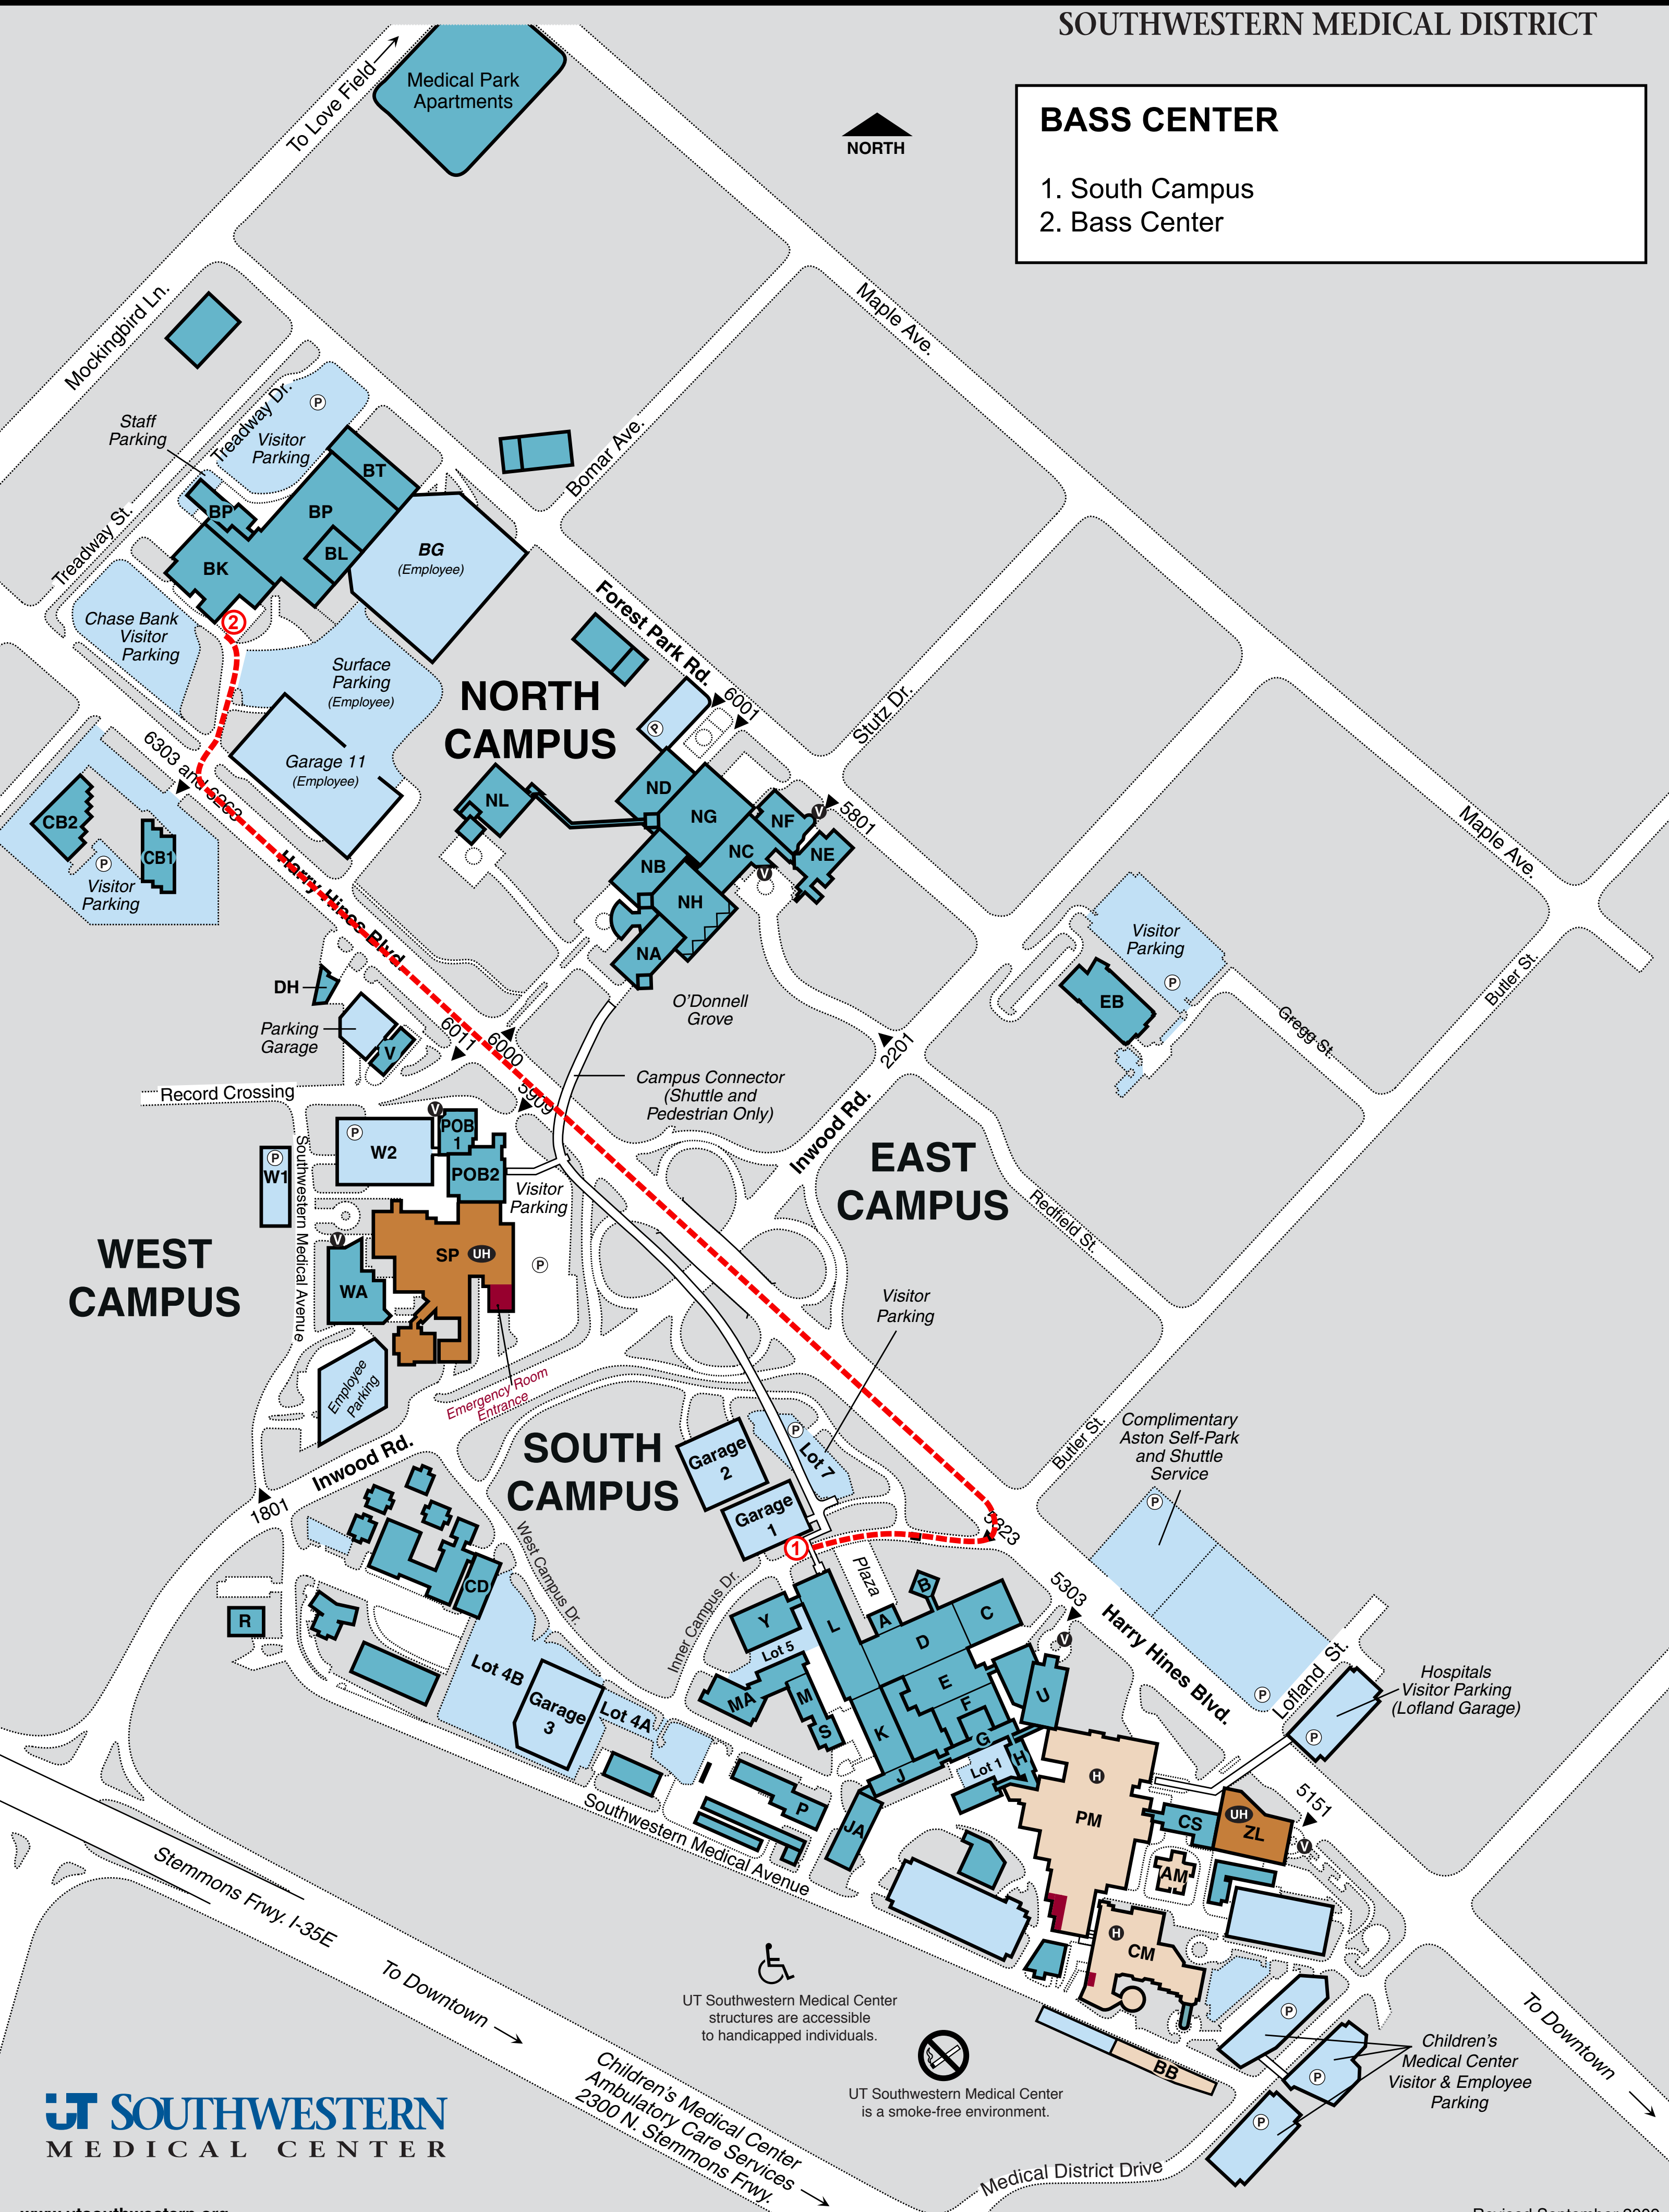 SOUTHWESTERN MEDICAL DISTRICT
BASS CENTER
1. South Campus
2. Bass Center
NORTH
Medical Park
Apartments
To Love Field
Mockingbird Ln.
Maple Ave.
Treadway Dr.
Staff
Parking
Visitor
Parking
P
Bomar Ave.
Treadway St.
BT
BP
BP
BL
BK
BG
(Employee)
2
Chase Bank
Visitor
Parking
Surface
Parking
(Employee)
Garage 11
(Employee)
Forest Park Rd.
6001
NORTH
CAMPUS
Stutz Dr.
P
6303 and 6263
CB2
CB1
P
Visitor
Parking
Harry Hines Blvd.
NL
ND
NG
NF
V
5801
NC
NE
NB
V
NH
NA
Maple Ave.
O'Donnell
Grove
Visitor
Parking
P
EB
Butler St.
Gregg St.
DH
Parking
Garage
V
6011
6000
5909
2201
Campus Connector
(Shuttle and
Pedestrian Only)
Record Crossing
Inwood Rd.
EAST
CAMPUS
Redfield St.
V
P
W2
POB
1
POB2
P
W1
Southwestern Medical Avenue
Visitor
Parking
P
WEST
CAMPUS
V
SP
UH
WA
Employee
Parking
Emergency Room
Entrance
Visitor
Parking
Inwood Rd.
1801
SOUTH
CAMPUS
Garage
2
P
Lot 7
Garage
1
1
5323
Butler St.
Complimentary
Aston Self-Park
and Shuttle
Service
P
P
West Campus Dr.
Inner Campus Dr.
Plaza
CD
R
Lot 4B
Garage
3
Lot 4A
Y
Lot 5
L
A
B
C
D
E
F
G
H
K
J
Lot 1
MA
M
S
U
V
5303
Harry Hines Blvd.
Lofland St.
Hospitals
Visitor Parking
(Lofland Garage)
P
P
JA
H
PM
CS
UH
ZL
5151
V
AM
H
CM
BB
Southwestern Medical Avenue
Stemmons Frwy. I-35E
To Downtown
To Downtown
UT Southwestern Medical Center
structures are accessible
to handicapped individuals.
UT Southwestern Medical Center
is a smoke-free environment.
P
P
P
Children's
Medical Center
Visitor & Employee
Parking
Children's Medical Center
Ambulatory Care Services
2300 N. Stemmons Frwy.
Medical District Drive
UT SOUTHWESTERN
MEDICAL CENTER